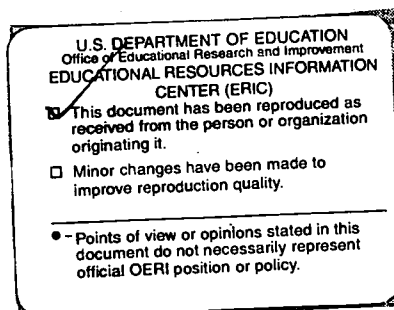 U.S. DEPARTMENT OF EDUCATION
Office of Educational Research and Improvement
EDUCATIONAL RESOURCES INFORMATION
CENTER (ERIC)
☑ This document has been reproduced as
received from the person or organization
originating it.
☐ Minor changes have been made to
improve reproduction quality.
● - Points of view or opinions stated in this
document do not necessarily represent
official OERI position or policy.